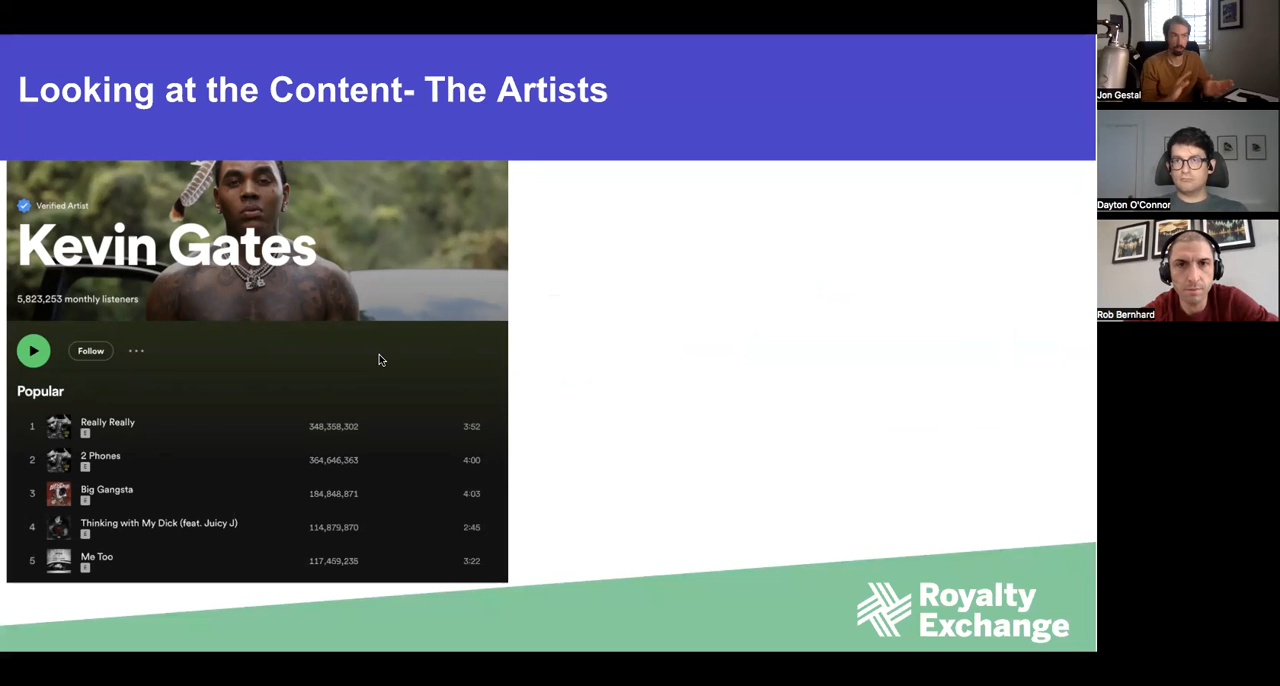 Looking at the Content- The Artists
Verified Artist
Kevin Gates
5,823,253 monthly listeners
Follow
Popular
1 Really Really 348,358,302 3:52
E
2 2 Phones 364,646,363 4:00
E
3 Big Gangsta 184,848,871 4:03
E
4 Thinking with My Dick (feat. Juicy J) 114,879,870 2:45
E
5 Me Too 117,459,235 3:22
E
Royalty
Exchange
Jon Gestal
Dayton O'Connor
Rob Bernhard